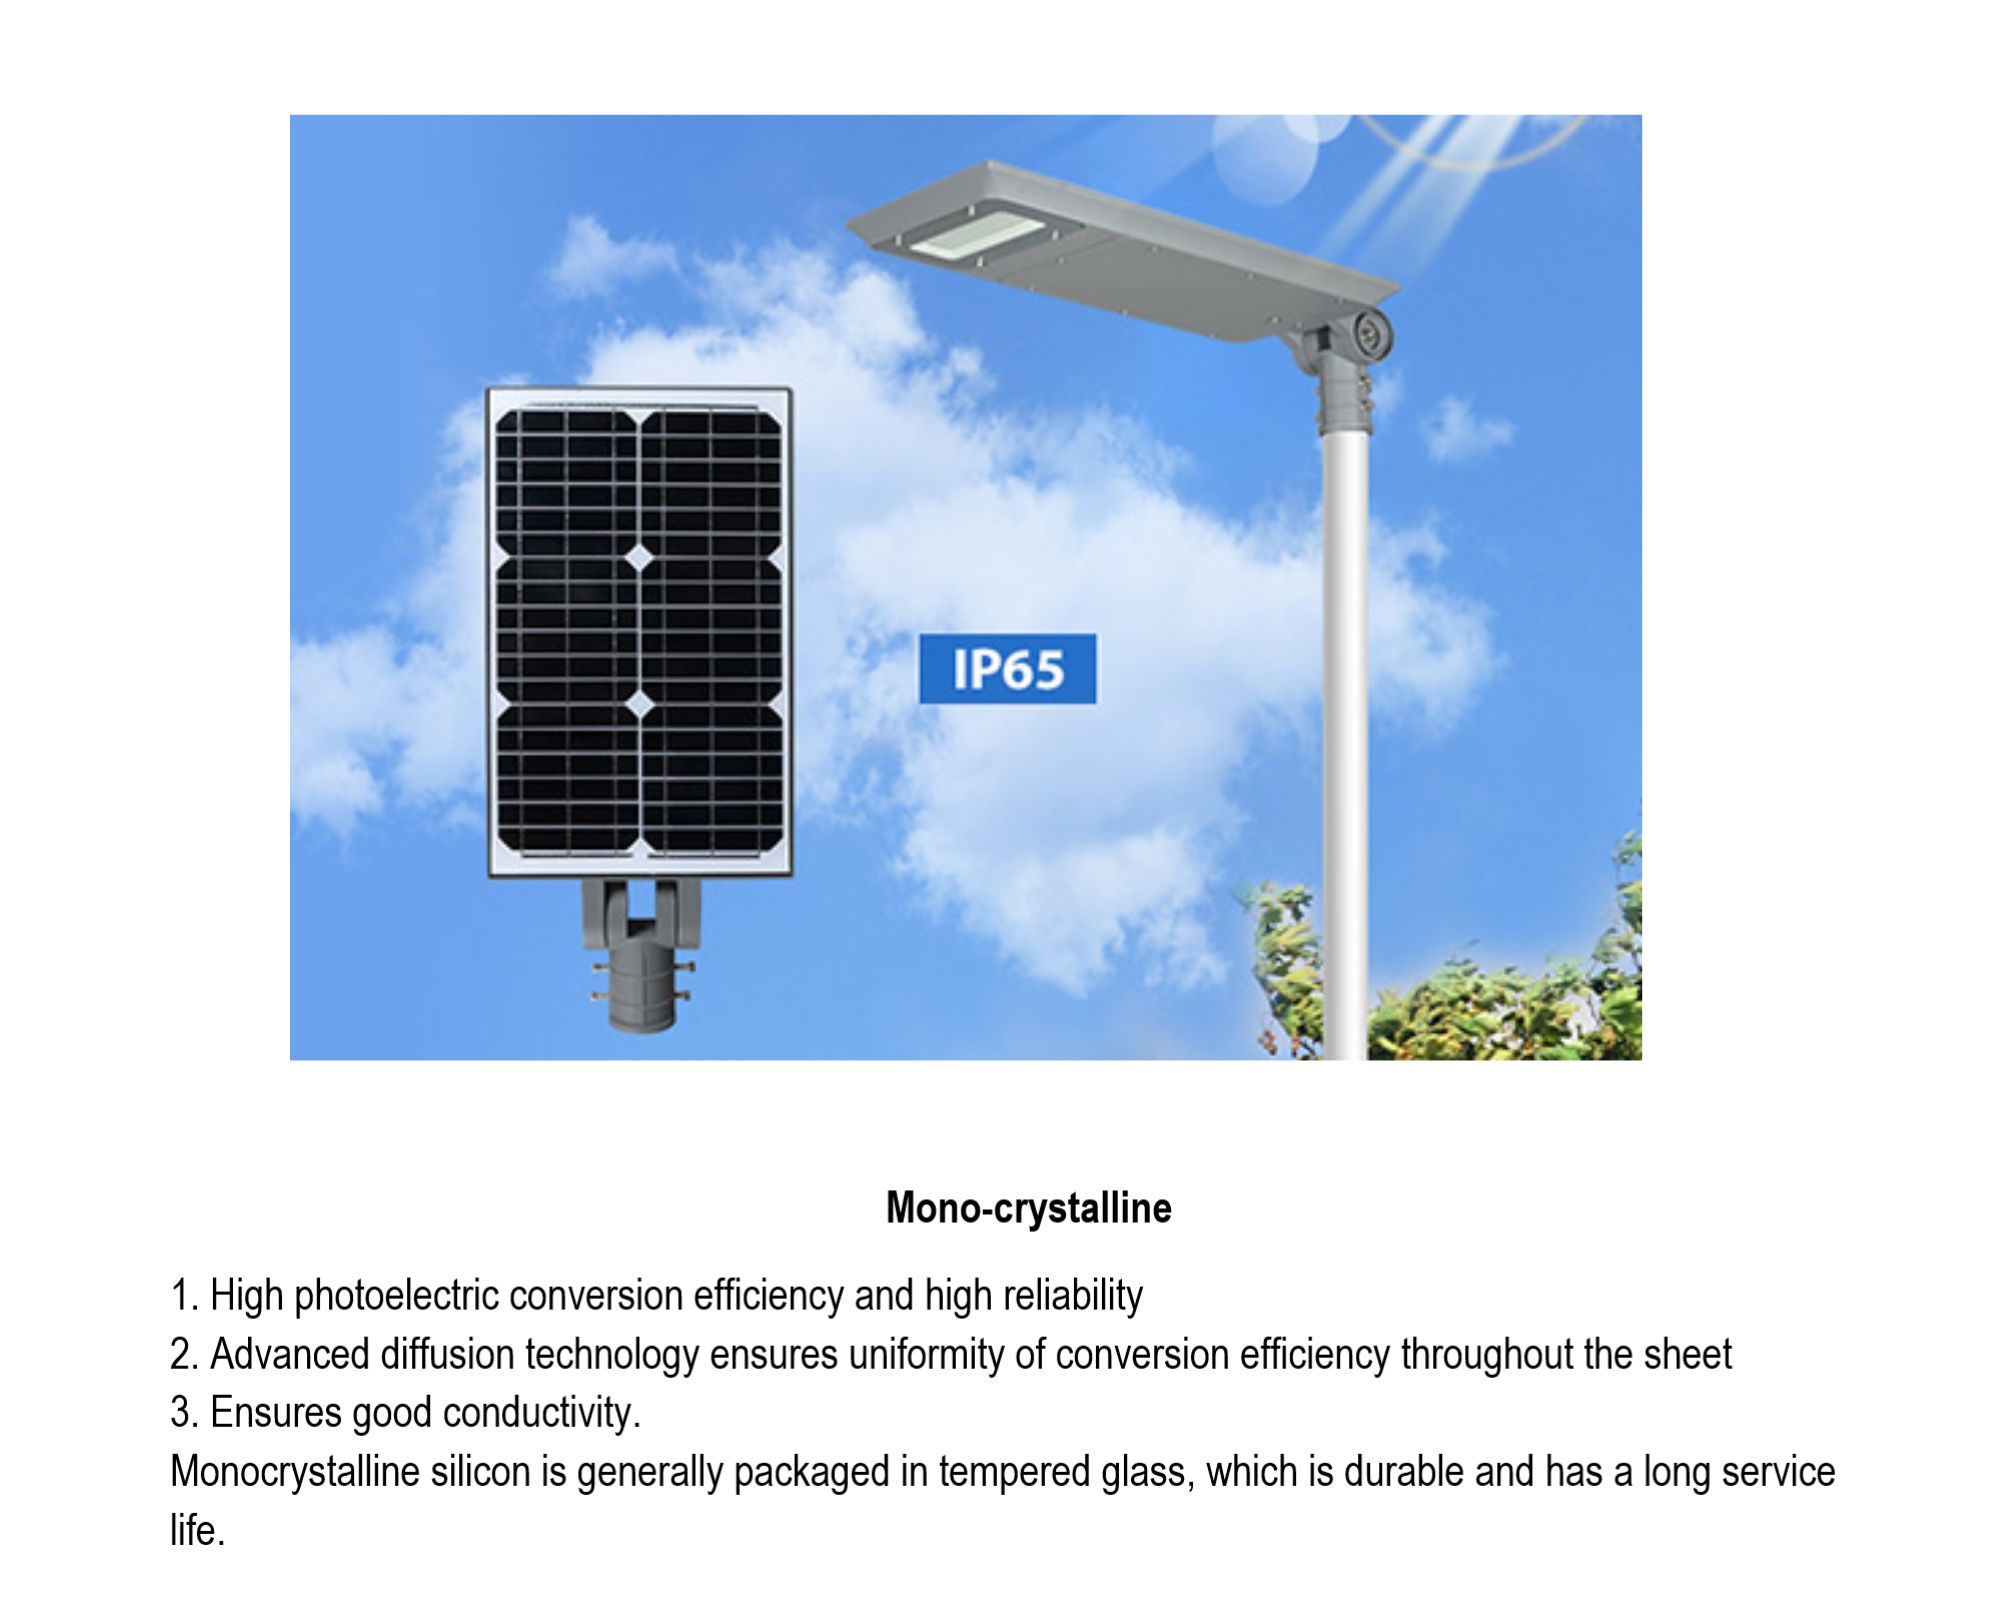 IP65
Mono-crystalline
1. High photoelectric conversion efficiency and high reliability
2. Advanced diffusion technology ensures uniformity of conversion efficiency throughout the sheet
3. Ensures good conductivity.
Monocrystalline silicon is generally packaged in tempered glass, which is durable and has a long service
life.